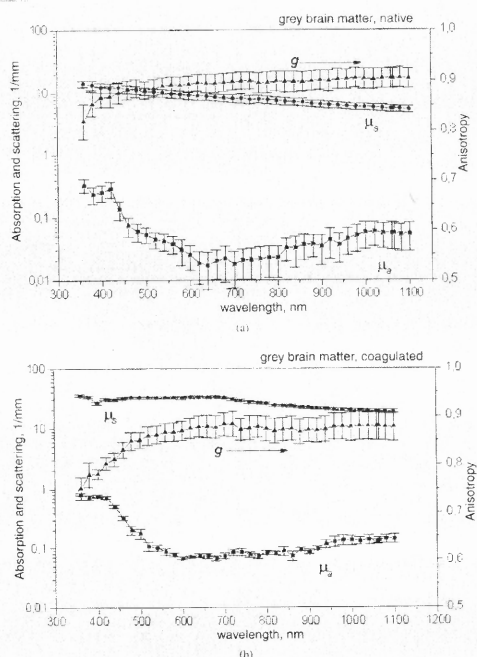 grey brain matter, native
100
10
1
0.1
0,01
Absorption and scattering, 1/mm
1,0
0,9
0,8
0,7
0,6
0,5
Anisotropy
g
μs
μa
300 400 500 600 700 800 900 1000 1100
wavelength, nm
(a)
grey brain matter, coagulated
100
10
1
0.1
0.01
Absorption and scattering, 1/mm
1.0
0,9
0,8
0,7
0,6
0,5
Anisotropy
μs
g
μa
300 400 500 600 700 800 900 1000 1100 1200
wavelength, nm
(b)